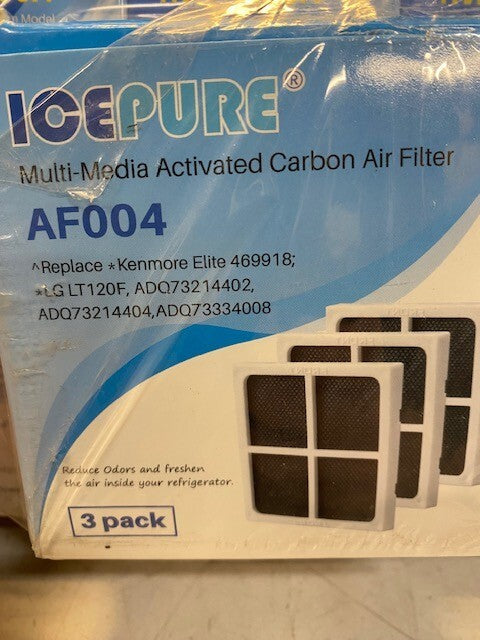 ICEPURE®
Multi-Media Activated Carbon Air Filter
AF004
^Replace *Kenmore Elite 469918;
*LG LT120F, ADQ73214402,
ADQ73214404,ADQ73334008
Reduce Odors and freshen
the air inside your refrigerator.
3 pack